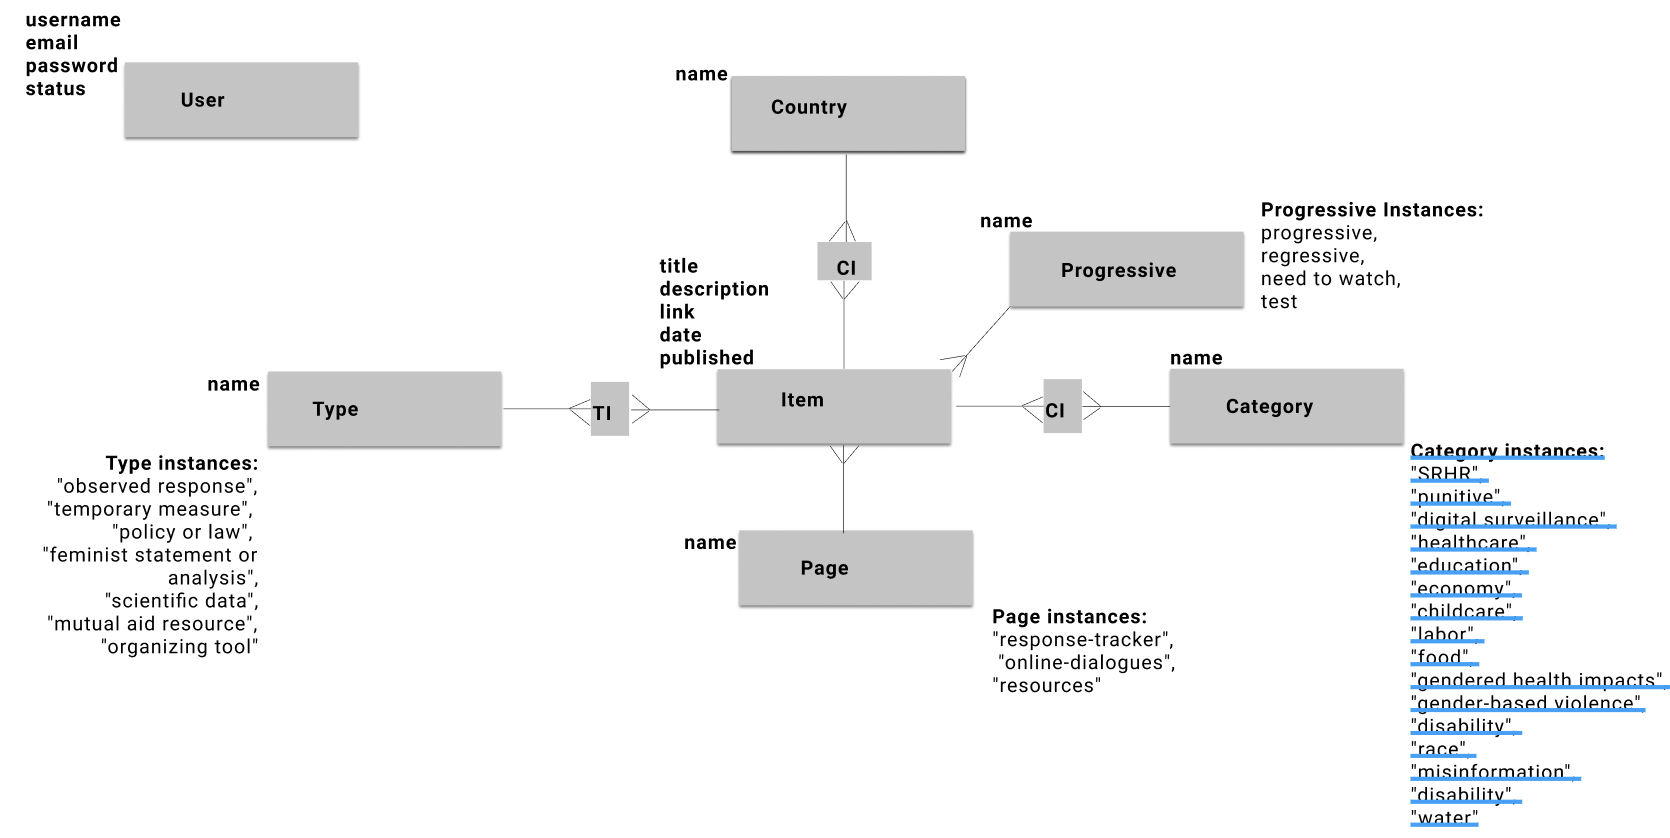 username
email
password
status
User
name
Country
CI
name
Progressive
Progressive Instances:
progressive,
regressive,
need to watch,
test
title
description
link
date
published
Item
name
Type
TI
CI
name
Category
Type instances:
"observed response",
"temporary measure",
"policy or law",
"feminist statement or
analysis",
"scientific data",
"mutual aid resource",
"organizing tool"
name
Page
Page instances:
"response-tracker",
"online-dialogues",
"resources"
Category instances:
"SRHR",
"punitive",
"digital surveillance",
"healthcare",
"education",
"economy",
"childcare",
"labor",
"food",
"gendered health impacts",
"gender-based violence",
"disability",
"race",
"misinformation",
"disability",
"water"